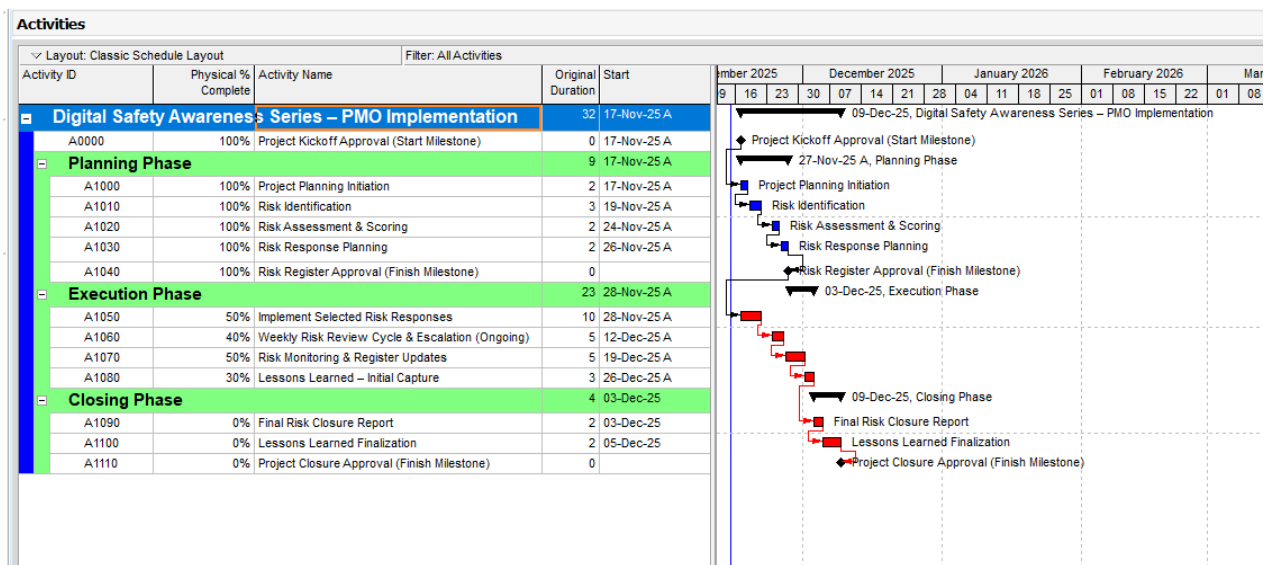 Activities
Layout: Classic Schedule Layout Filter: All Activities
Activity ID Physical % Complete Activity Name Original Duration Start
ember 2025 December 2025 January 2026 February 2026 Mar
09 16 23 30 07 14 21 28 04 11 18 25 01 08 15 22 01 08
Digital Safety Awareness Series – PMO Implementation 32 17-Nov-25 A 09-Dec-25, Digital Safety Awareness Series – PMO Implementation
A0000 100% Project Kickoff Approval (Start Milestone) 0 17-Nov-25 A Project Kickoff Approval (Start Milestone)
Planning Phase 9 17-Nov-25 A 27-Nov-25 A, Planning Phase
A1000 100% Project Planning Initiation 2 17-Nov-25 A Project Planning Initiation
A1010 100% Risk Identification 3 19-Nov-25 A Risk Identification
A1020 100% Risk Assessment & Scoring 2 24-Nov-25 A Risk Assessment & Scoring
A1030 100% Risk Response Planning 2 26-Nov-25 A Risk Response Planning
A1040 100% Risk Register Approval (Finish Milestone) 0 Risk Register Approval (Finish Milestone)
Execution Phase 23 28-Nov-25 A 03-Dec-25, Execution Phase
A1050 50% Implement Selected Risk Responses 10 28-Nov-25 A
A1060 40% Weekly Risk Review Cycle & Escalation (Ongoing) 5 12-Dec-25 A
A1070 50% Risk Monitoring & Register Updates 5 19-Dec-25 A
A1080 30% Lessons Learned – Initial Capture 3 26-Dec-25 A
Closing Phase 4 03-Dec-25 09-Dec-25, Closing Phase
A1090 0% Final Risk Closure Report 2 03-Dec-25 Final Risk Closure Report
A1100 0% Lessons Learned Finalization 2 05-Dec-25 Lessons Learned Finalization
A1110 0% Project Closure Approval (Finish Milestone) 0 Project Closure Approval (Finish Milestone)